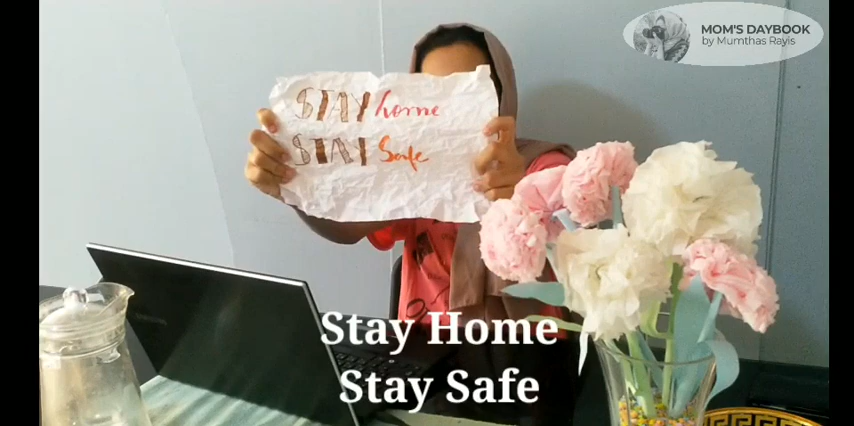 MOM'S DAYBOOK
by Mumthas Rayis
STAY home
STAY Safe
Stay Home
Stay Safe